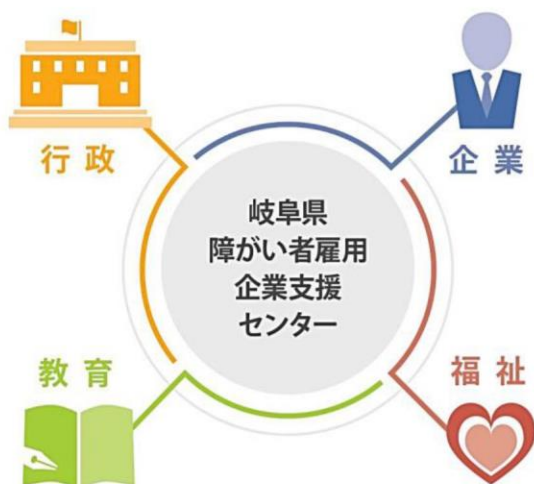 行政
企業
岐阜県
障がい者雇用
企業支援
センター
教育
福祉